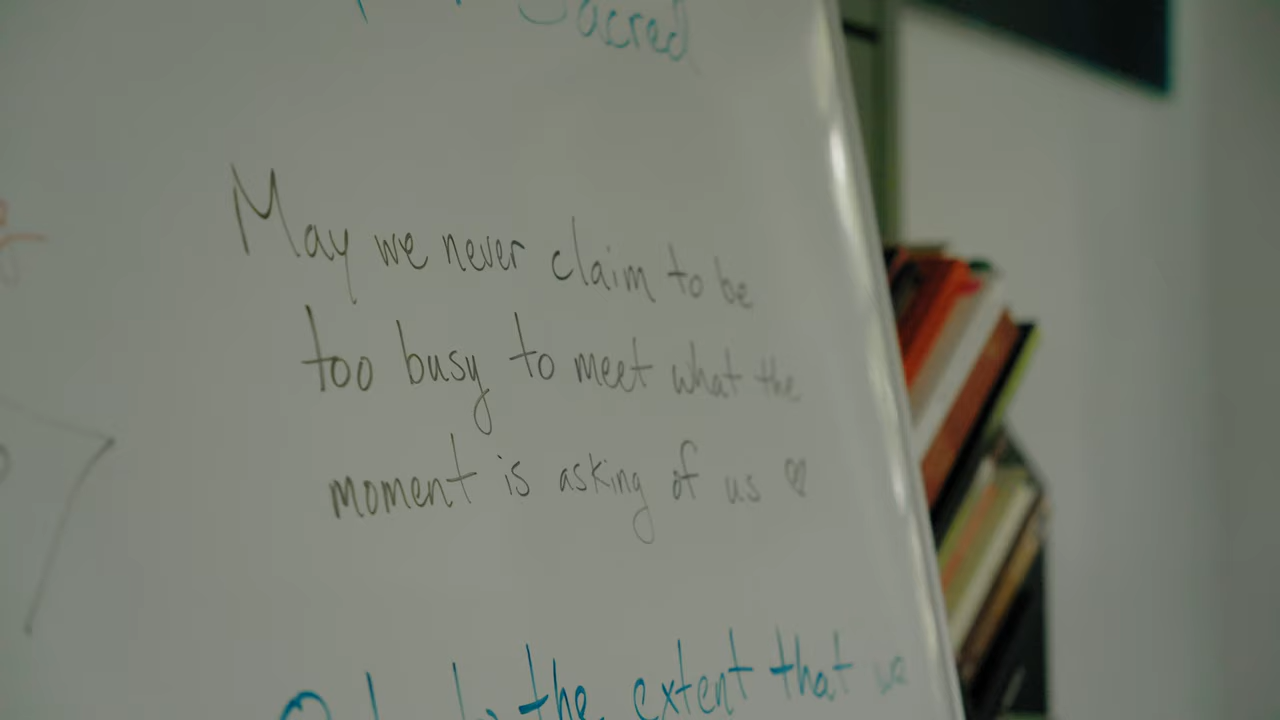 Sacred
May we never claim to be
too busy to meet what the
moment is asking of us ♡
the extent that we